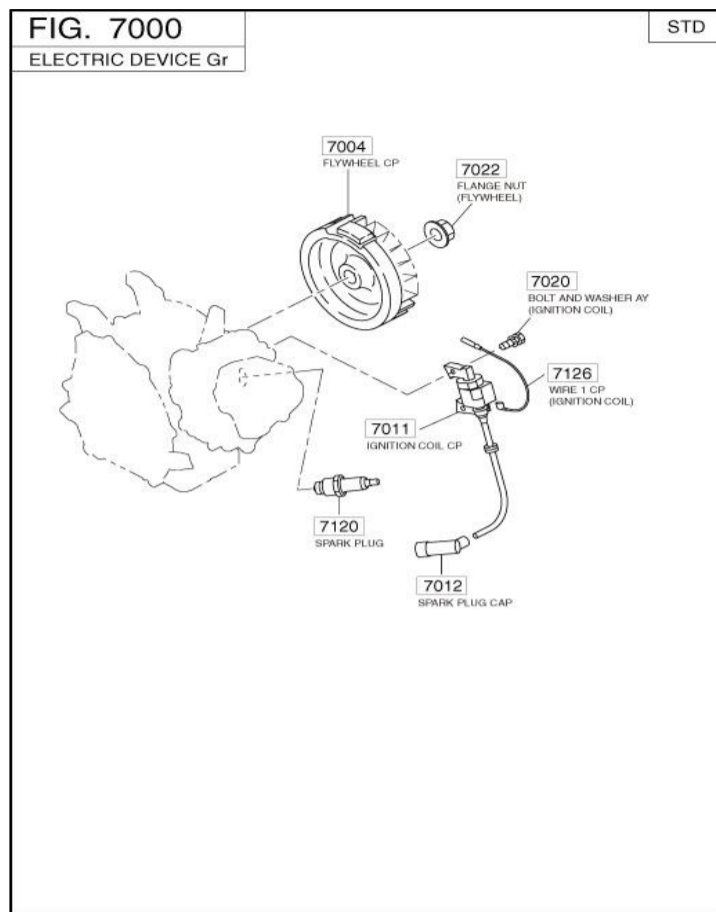 FIG. 7000
STD
ELECTRIC DEVICE Gr
7004
FLYWHEEL CP
7022
FLANGE NUT
(FLYWHEEL)
7020
BOLT AND WASHER AY
(IGNITION COIL)
7126
WIRE 1 CP
(IGNITION COIL)
7011
IGNITION COIL CP
7120
SPARK PLUG
7012
SPARK PLUG CAP